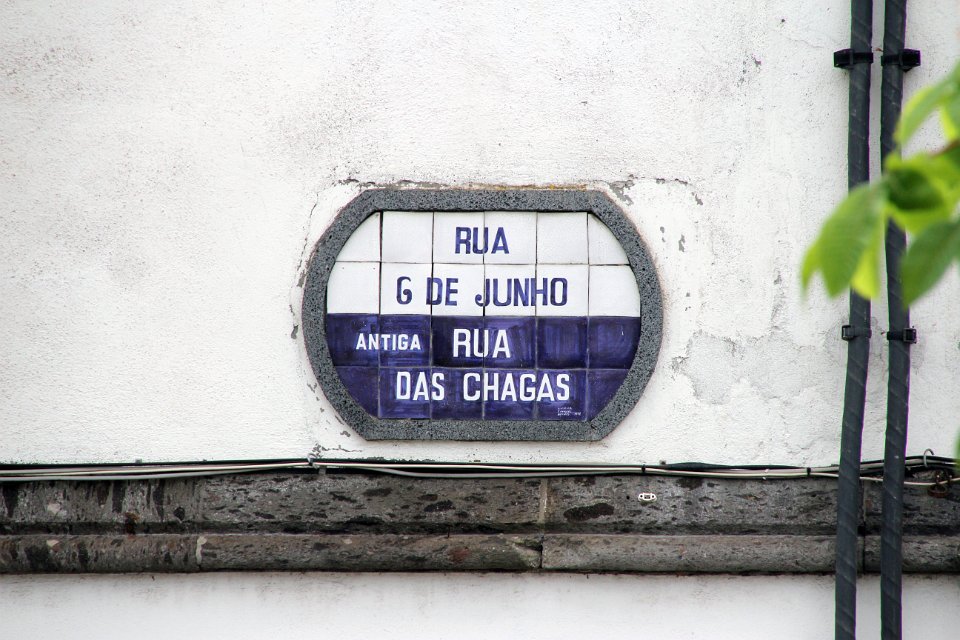 RUA
6 DE JUNHO
ANTIGA RUA
DAS CHAGAS